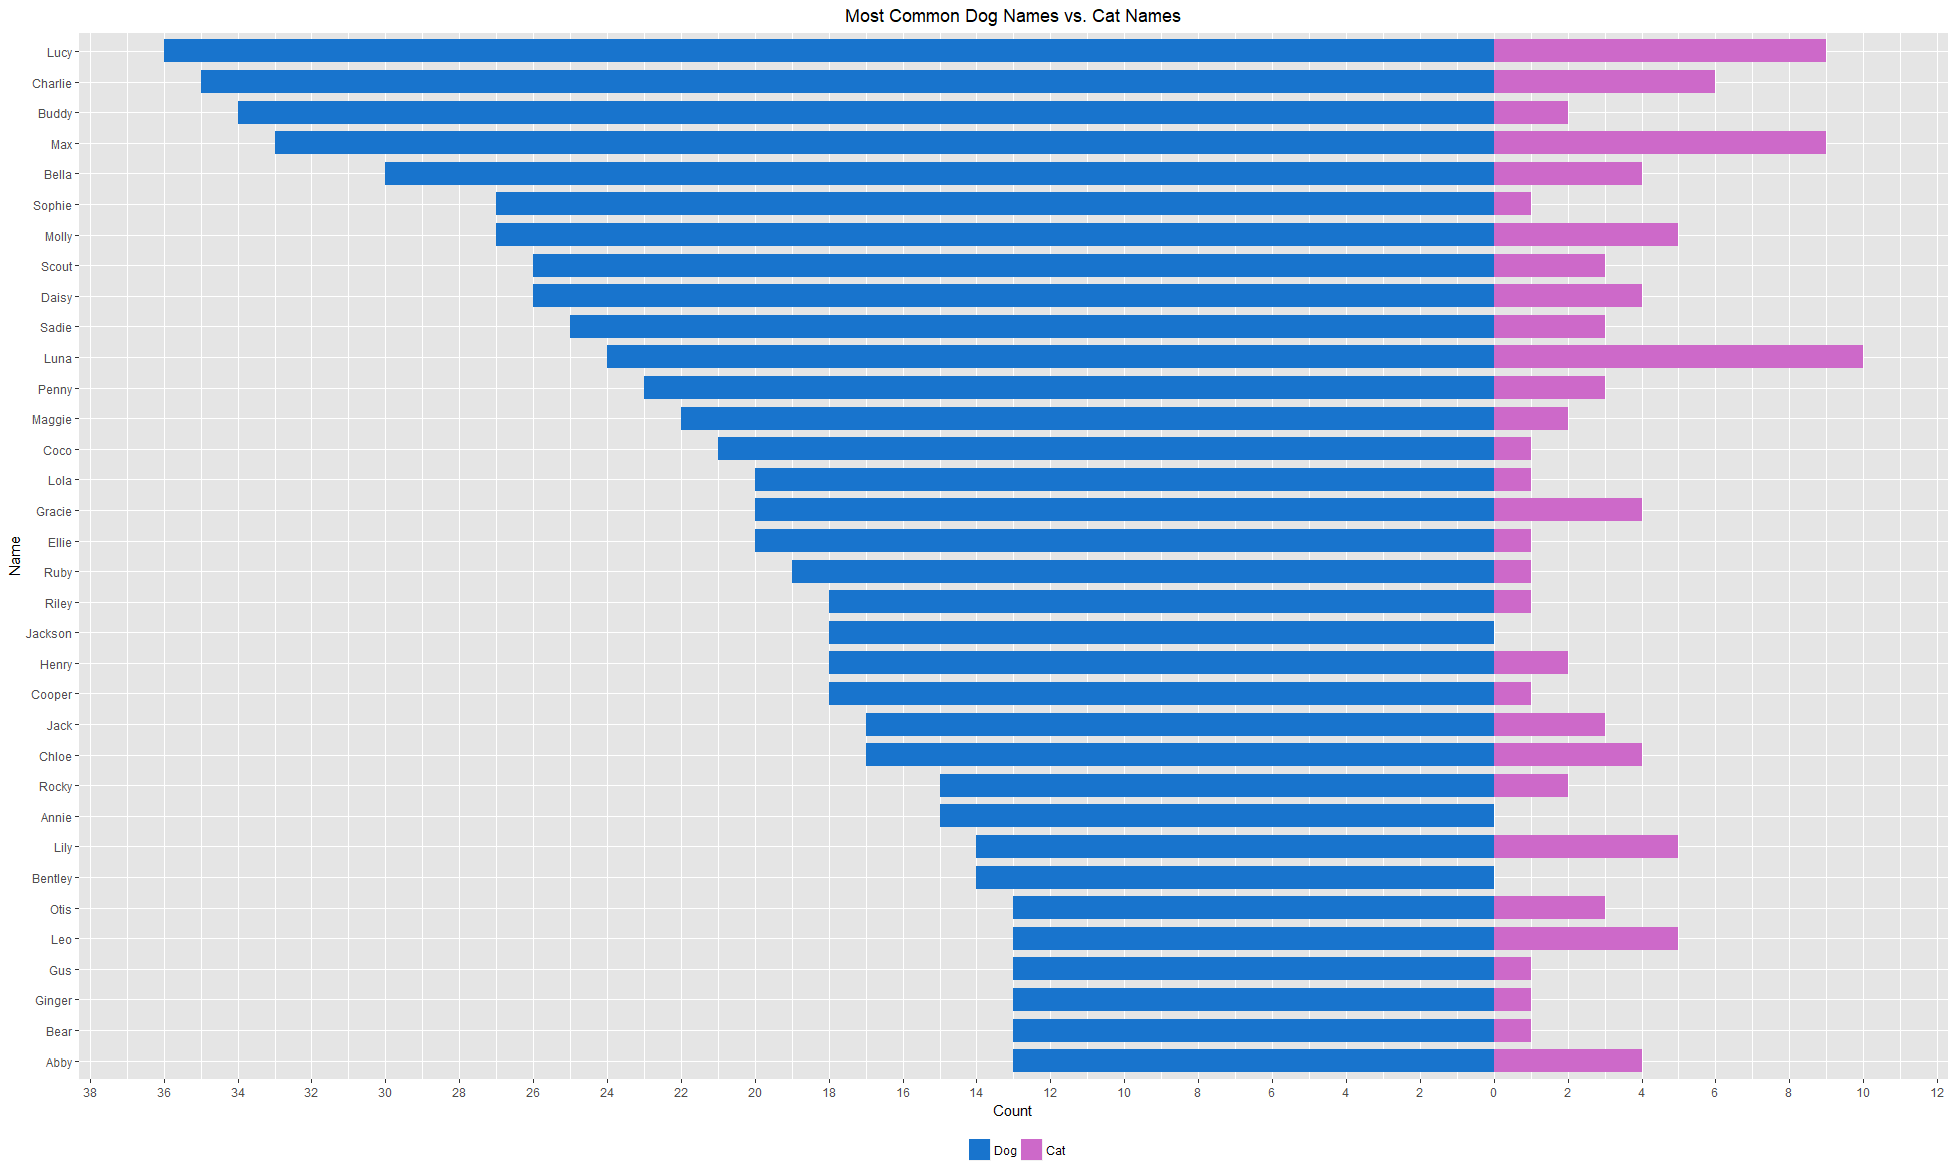 Most Common Dog Names vs. Cat Names
Name
Lucy
Charlie
Buddy
Max
Bella
Sophie
Molly
Scout
Daisy
Sadie
Luna
Penny
Maggie
Coco
Lola
Gracie
Ellie
Ruby
Riley
Jackson
Henry
Cooper
Jack
Chloe
Rocky
Annie
Lily
Bentley
Otis
Leo
Gus
Ginger
Bear
Abby
38 36 34 32 30 28 26 24 22 20 18 16 14 12 10 8 6 4 2 0 2 4 6 8 10 12
Count
Dog Cat